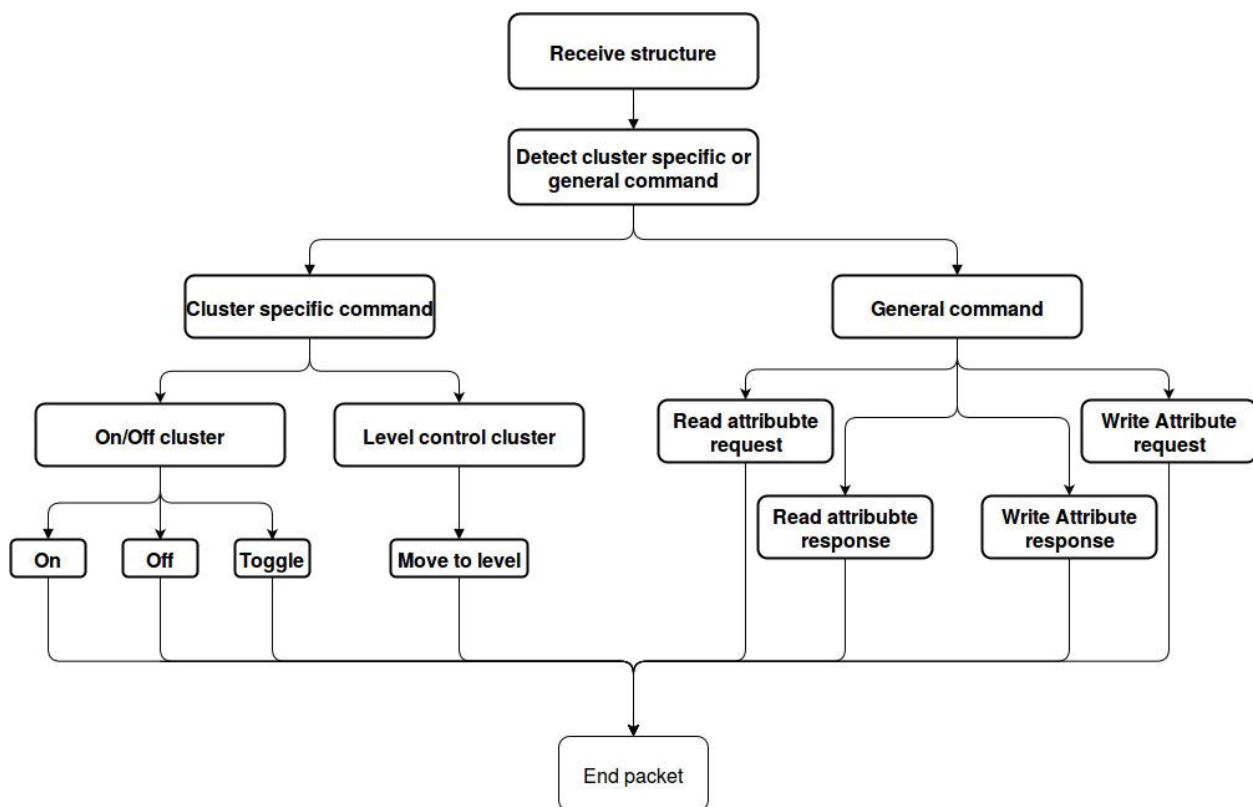 Receive structure
Detect cluster specific or
general command
Cluster specific command
General command
On/Off cluster
Level control cluster
Read attribubte
request
Write Attribute
request
Read attribubte
response
Write Attribute
response
On
Off
Toggle
Move to level
End packet